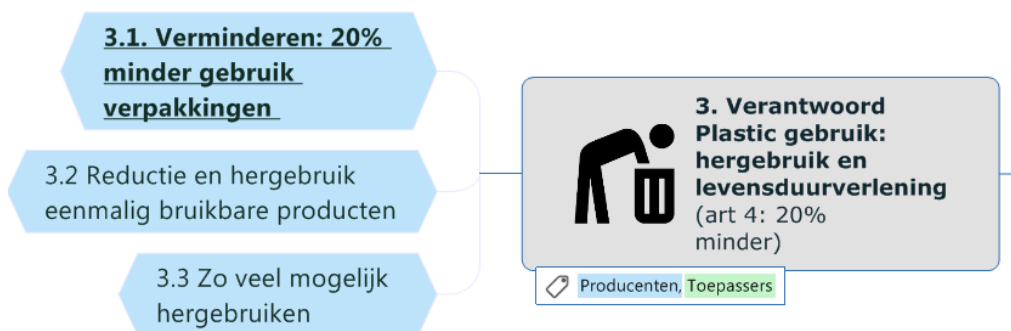 3.1. Verminderen: 20%
minder gebruik
verpakkingen
3.2 Reductie en hergebruik
eenmalig bruikbare producten
3.3 Zo veel mogelijk
hergebruiken
3. Verantwoord
Plastic gebruik:
hergebruik en
levensduurverlening
(art 4: 20%
minder)
Producenten, Toepassers